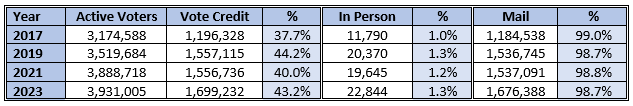 Year Active Voters Vote Credit % In Person % Mail %
2017 3,174,588 1,196,328 37.7% 11,790 1.0% 1,184,538 99.0%
2019 3,519,684 1,557,115 44.2% 20,370 1.3% 1,536,745 98.7%
2021 3,888,718 1,556,736 40.0% 19,645 1.2% 1,537,091 98.8%
2023 3,931,005 1,699,232 43.2% 22,844 1.3% 1,676,388 98.7%